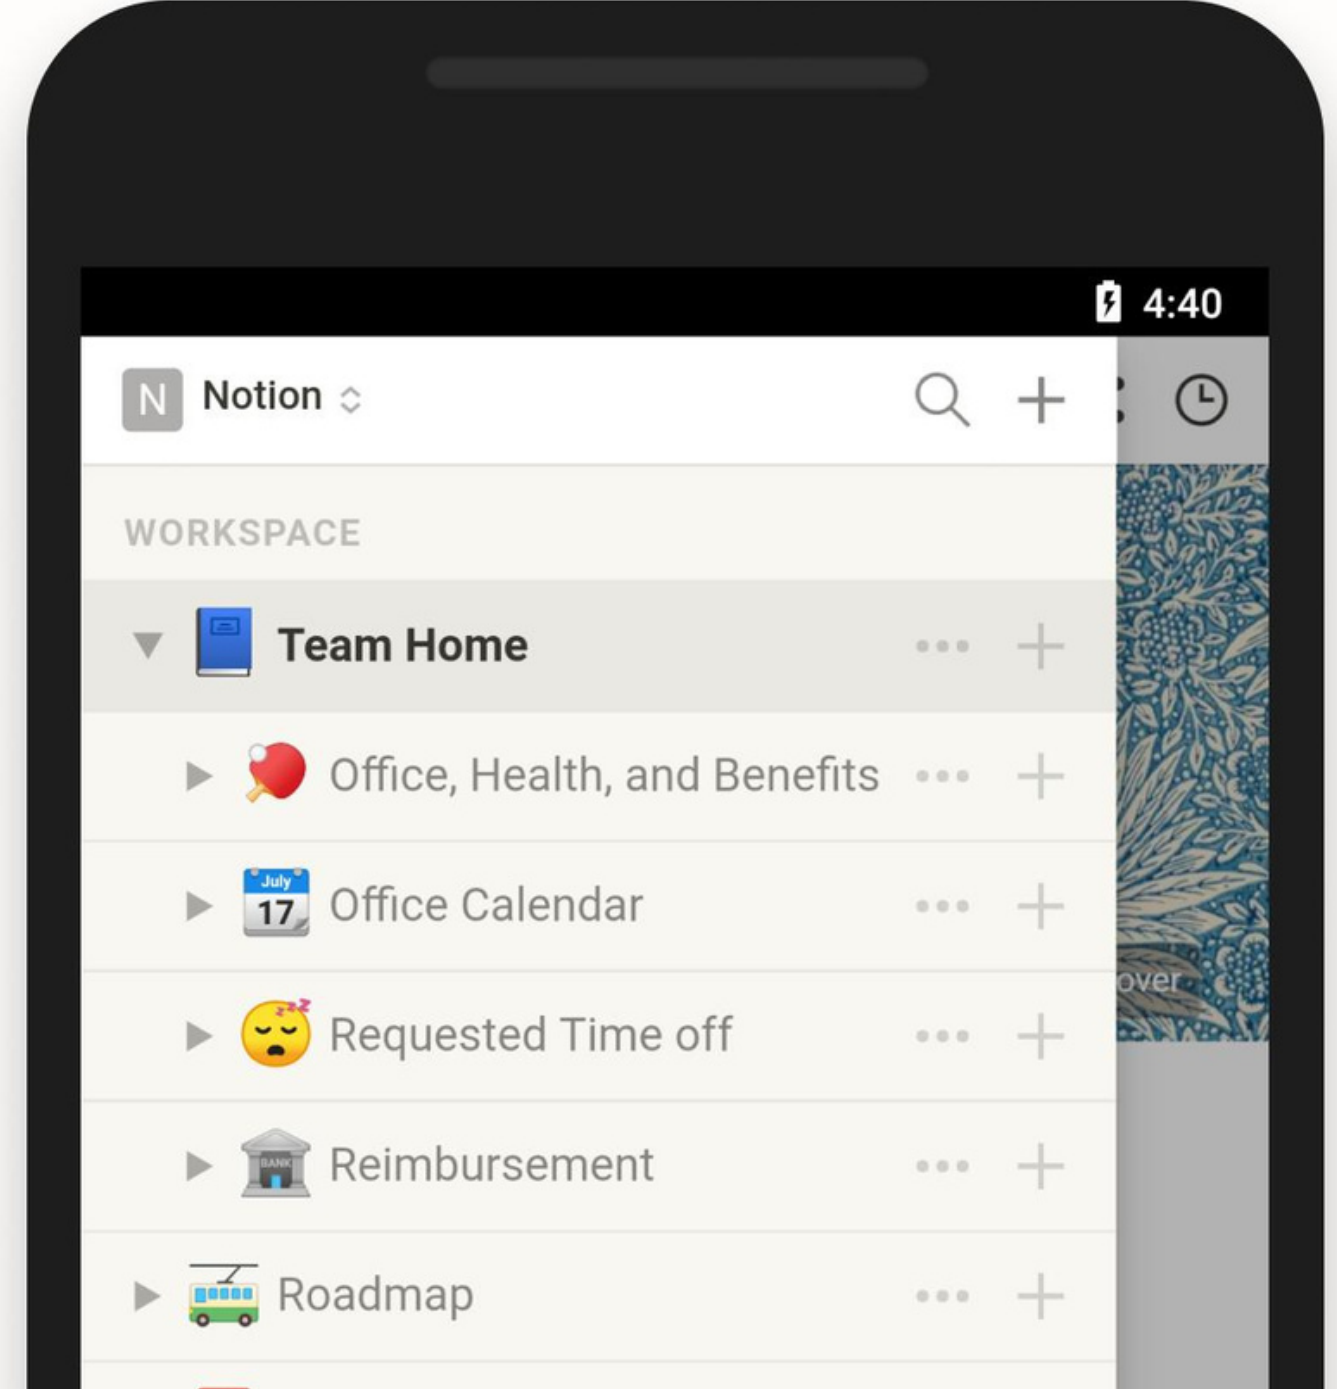 4:40
N Notion
WORKSPACE
Team Home
Office, Health, and Benefits
July
17
Office Calendar
over
zzz
Requested Time off
BANK
Reimbursement
Roadmap